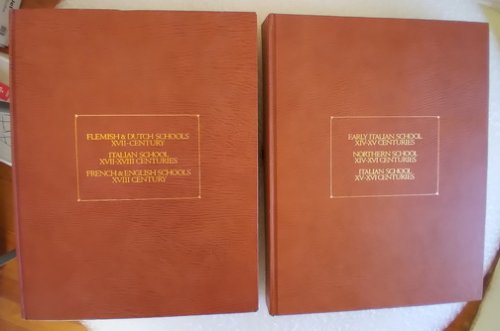 FLEMISH & DUTCH SCHOOLS
XVII-CENTURY
ITALIAN SCHOOL
XVII-XVIII CENTURIES
FRENCH & ENGLISH SCHOOLS
XVIII CENTURY
EARLY ITALIAN SCHOOL
XIV-XV CENTURIES
NORTHERN SCHOOL
XIV-XVI CENTURIES
ITALIAN SCHOOL
XV-XVI CENTURIES